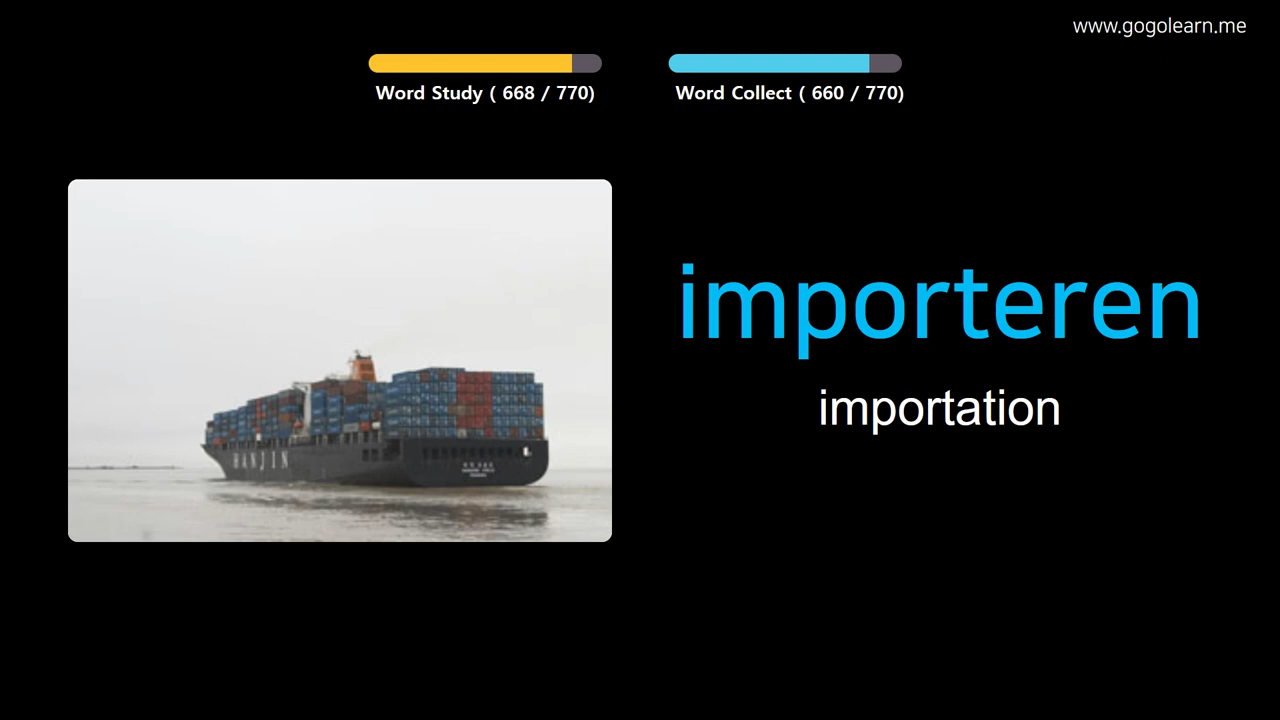 www.gogolearn.me
Word Study ( 668 / 770)
Word Collect ( 660 / 770)
importeren
importation
HANJIN